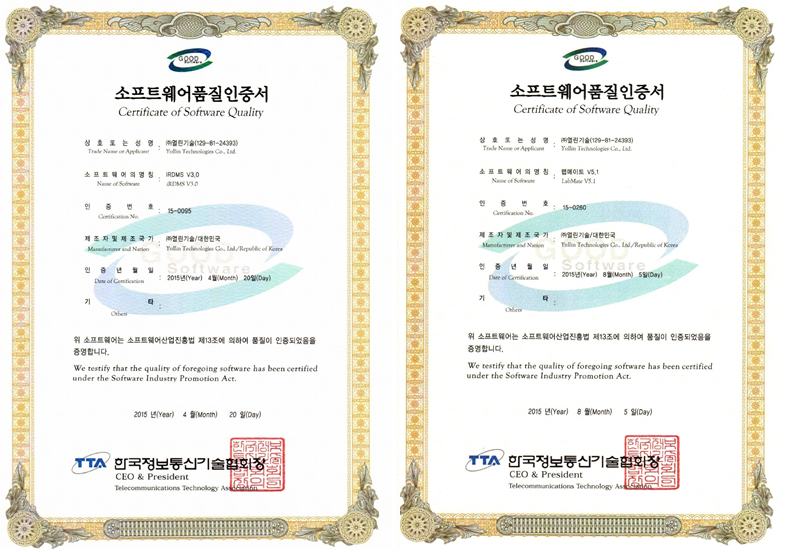 GOOD
Software
소프트웨어품질인증서
Certificate of Software Quality
상 호 또 는 성 명 : ㈜열린기술(129-81-24393)
Trade Name or Applicant Yollin Technologies Co., Ltd.
소 프 트 웨 어 의 명 칭 : iRDMS V3.0
Name of Software iRDMS V3.0
인 증 번 호 : 15-0095
Certification No.
제 조 자 및 제 조 국 가 : ㈜열린기술/대한민국
Manufacturer and Nation Yollin Technologies Co., Ltd./Republic of Korea
인 증 년 월 일 : 2015년(Year) 4월(Month) 20일(Day)
Date of Certification
기 타 :
Others
GOOD
Software
위 소프트웨어는 소프트웨어산업진흥법 제13조에 의하여 품질이 인증되었음을
증명합니다.
We testify that the quality of foregoing software has been certified
under the Software Industry Promotion Act.
2015 년(Year) 4 월(Month) 20 일(Day)
TTA 한국정보통신기술협회장
CEO & President
Telecommunications Technology Association
GOOD
Software
소프트웨어품질인증서
Certificate of Software Quality
상 호 또 는 성 명 : ㈜열린기술(129-81-24393)
Trade Name or Applicant Yollin Technologies Co., Ltd.
소 프 트 웨 어 의 명 칭 : 랩메이트 V5.1
Name of Software LabMate V5.1
인 증 번 호 : 15-0260
Certification No.
제 조 자 및 제 조 국 가 : ㈜열린기술/대한민국
Manufacturer and Nation Yollin Technologies Co., Ltd./Republic of Korea
인 증 년 월 일 : 2015년(Year) 8월(Month) 5일(Day)
Date of Certification
기 타 :
Others
GOOD
Software
위 소프트웨어는 소프트웨어산업진흥법 제13조에 의하여 품질이 인증되었음을
증명합니다.
We testify that the quality of foregoing software has been certified
under the Software Industry Promotion Act.
2015 년(Year) 8 월(Month) 5 일(Day)
TTA 한국정보통신기술협회장
CEO & President
Telecommunications Technology Association